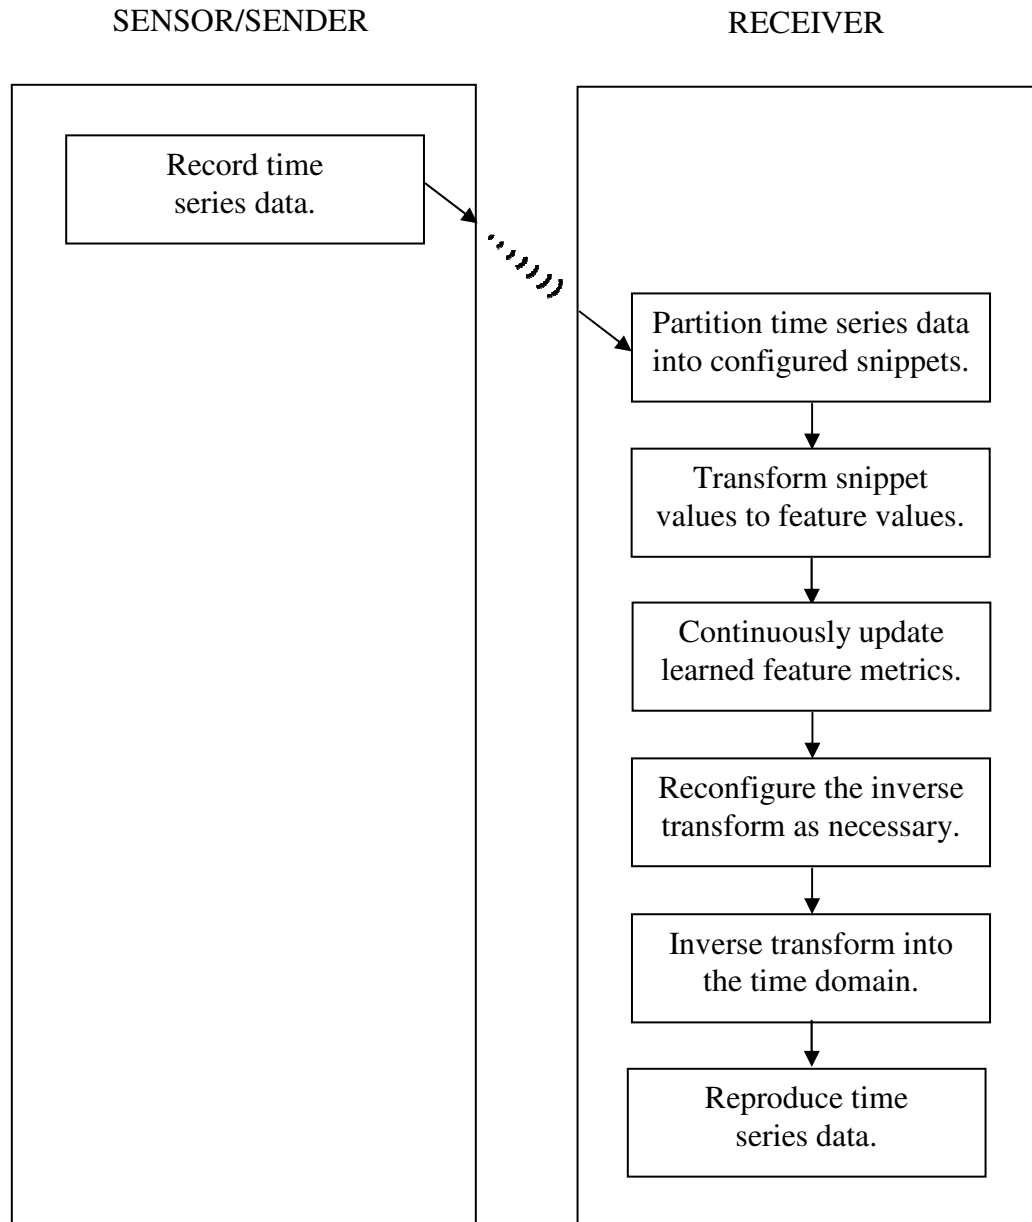 SENSOR/SENDER
RECEIVER
Record time
series data.
Partition time series data
into configured snippets.
Transform snippet
values to feature values.
Continuously update
learned feature metrics.
Reconfigure the inverse
transform as necessary.
Inverse transform into
the time domain.
Reproduce time
series data.